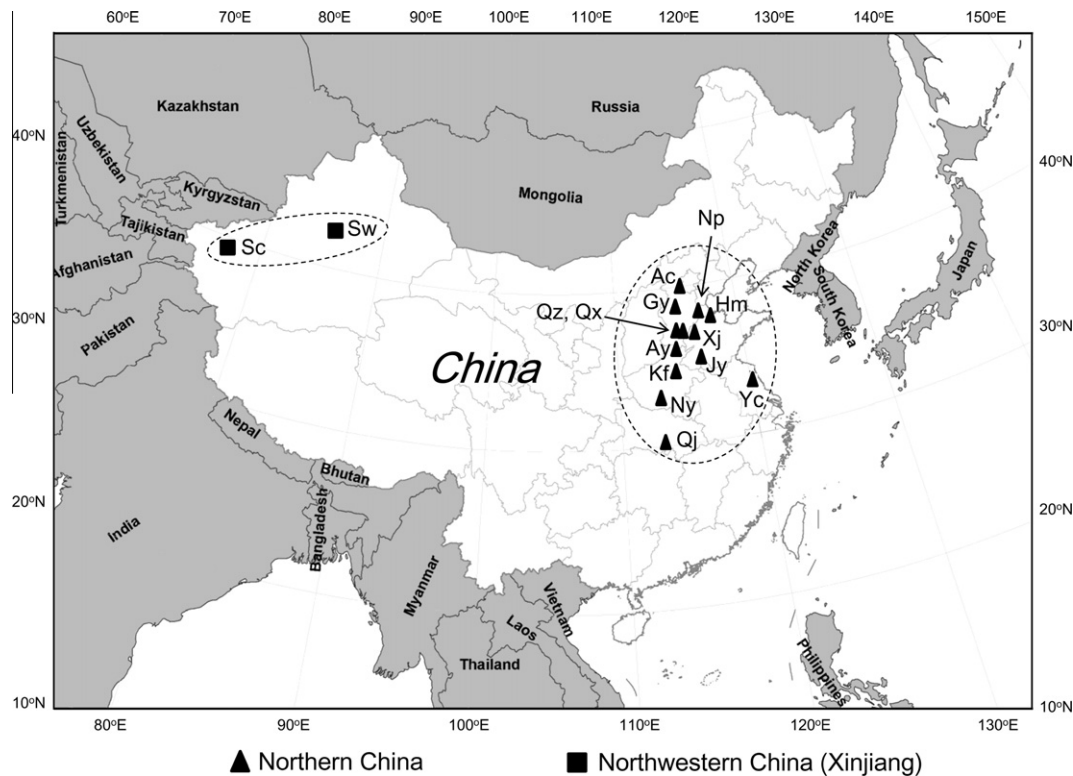 60°E 70°E 80°E 90°E 100°E 110°E 120°E 130°E 140°E 150°E
40°N
30°N
20°N
10°N
40°N
30°N
20°N
10°N
Kazakhstan
Russia
Mongolia
Uzbekistan
Turkmenistan
Kyrgyzstan
Tajikistan
Afghanistan
Pakistan
India
Nepal
Bhutan
Bangladesh
Myanmar
Thailand
Laos
Vietnam
Philippines
North Korea
South Korea
Japan
China
Sc
Sw
Np
Ac
Gy
Hm
Qz, Qx
Xj
Ay
Jy
Kf
Yc
Ny
Qj
80°E 90°E 100°E 110°E 120°E 130°E
Northern China
Northwestern China (Xinjiang)